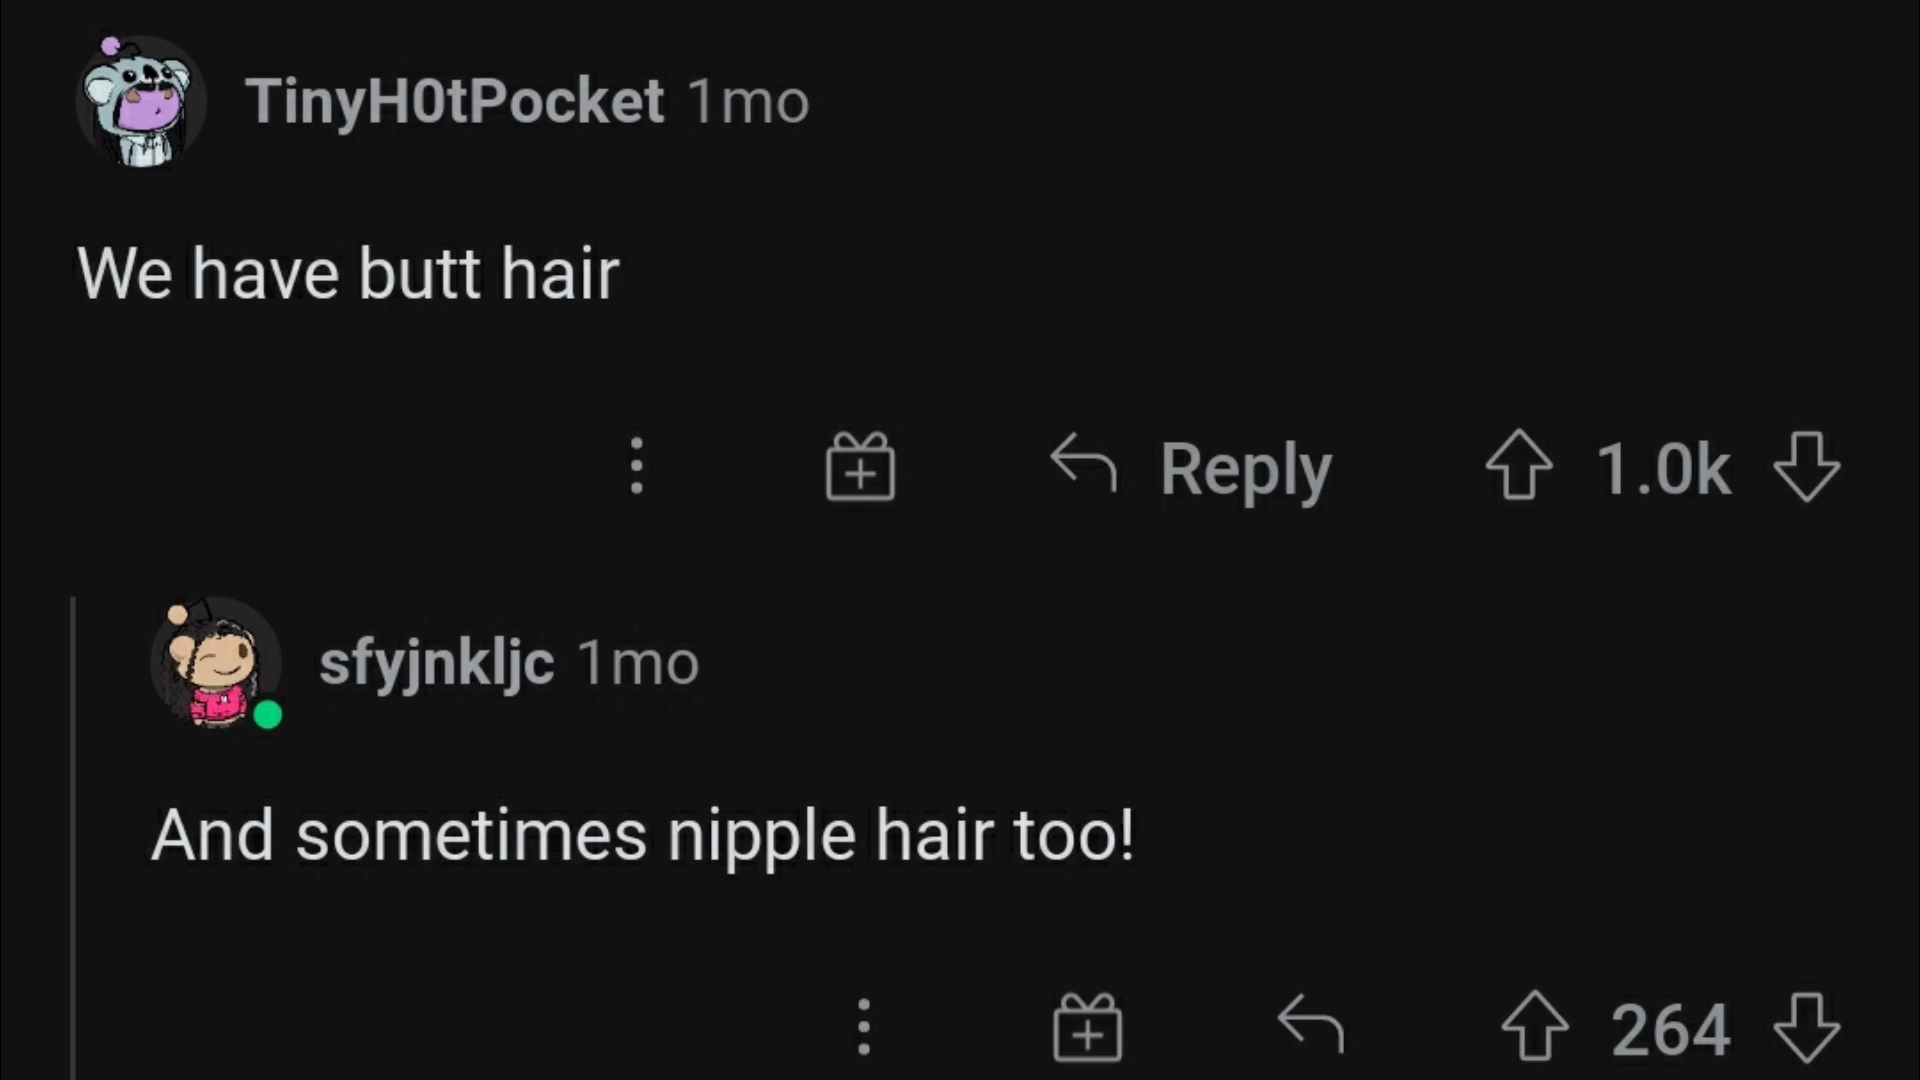 TinyH0tPocket 1mo
We have butt hair
Reply 1.0k
sfyjnkljc 1mo
And sometimes nipple hair too!
264